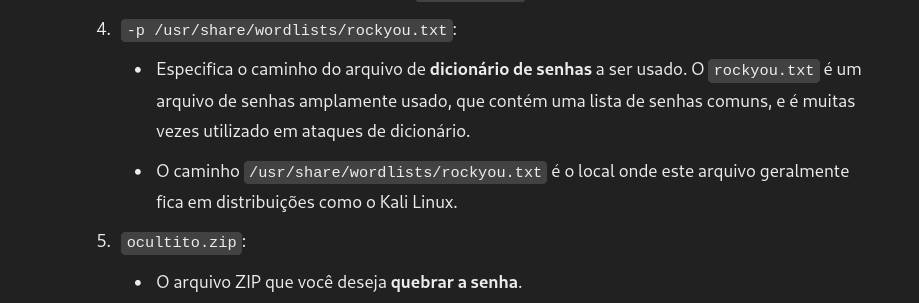 4. -p /usr/share/wordlists/rockyou.txt:
• Especifica o caminho do arquivo de dicionário de senhas a ser usado. O rockyou.txt é um
arquivo de senhas amplamente usado, que contém uma lista de senhas comuns, e é muitas
vezes utilizado em ataques de dicionário.
• O caminho /usr/share/wordlists/rockyou.txt é o local onde este arquivo geralmente
fica em distribuições como o Kali Linux.
5. ocultito.zip:
• O arquivo ZIP que você deseja quebrar a senha.